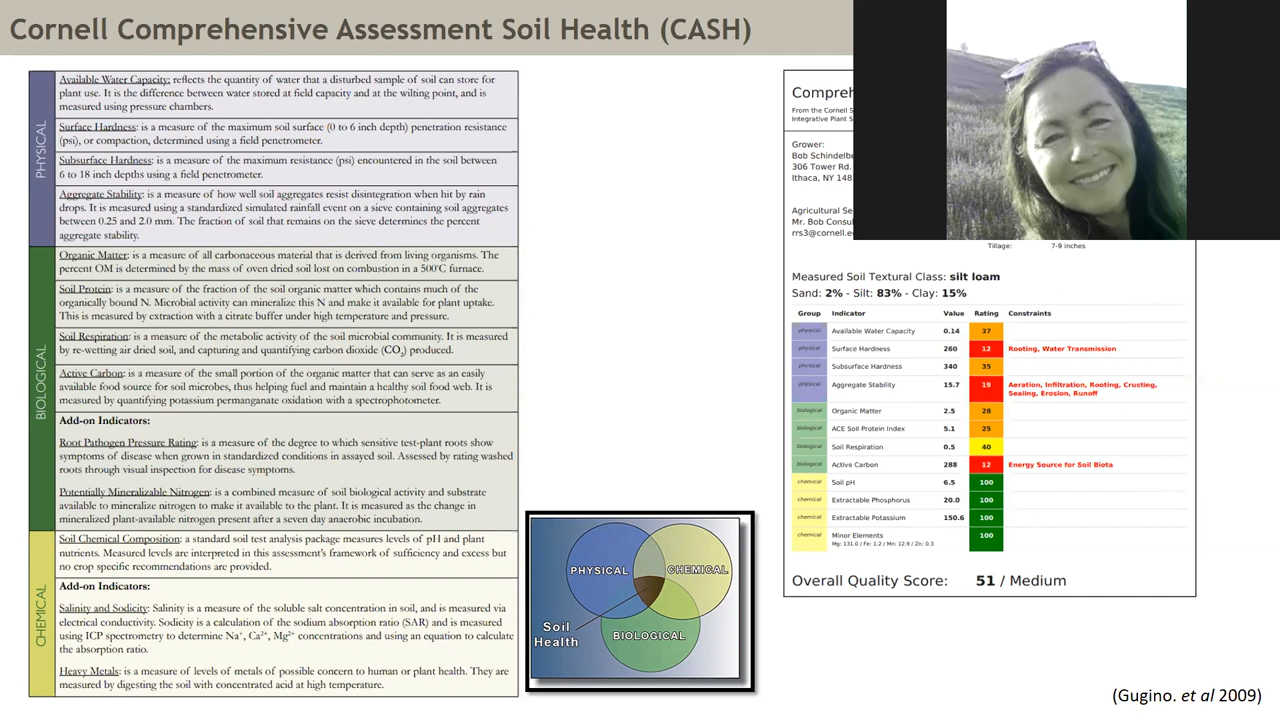 Cornell Comprehensive Assessment Soil Health (CASH)
PHYSICAL
Available Water Capacity: reflects the quantity of water that a disturbed sample of soil can store for
plant use. It is the difference between water stored at field capacity and at the wilting point, and is
measured using pressure chambers.
Surface Hardness: is a measure of the maximum soil surface (0 to 6 inch depth) penetration resistance
(psi), or compaction, determined using a field penetrometer.
Subsurface Hardness: is a measure of the maximum resistance (psi) encountered in the soil between
6 to 18 inch depths using a field penetrometer.
Aggregate Stability: is a measure of how well soil aggregates resist disintegration when hit by rain
drops. It is measured using a standardized simulated rainfall event on a sieve containing soil aggregates
between 0.25 and 2.0 mm. The fraction of soil that remains on the sieve determines the percent
aggregate stability.
BIOLOGICAL
Organic Matter: is a measure of all carbonaceous material that is derived from living organisms. The
percent OM is determined by the mass of oven dried soil lost on combustion in a 500°C furnace.
Soil Protein: is a measure of the fraction of the soil organic matter which contains much of the
organically bound N. Microbial activity can mineralize this N and make it available for plant uptake.
This is measured by extraction with a citrate buffer under high temperature and pressure.
Soil Respiration: is a measure of the metabolic activity of the soil microbial community. It is measured
by re-wetting air dried soil, and capturing and quantifying carbon dioxide (CO₂) produced.
Active Carbon: is a measure of the small portion of the organic matter that can serve as an easily
available food source for soil microbes, thus helping fuel and maintain a healthy soil food web. It is
measured by quantifying potassium permanganate oxidation with a spectrophotometer.
Add-on Indicators:
Root Pathogen Pressure Rating: is a measure of the degree to which sensitive test-plant roots show
symptoms of disease when grown in standardized conditions in assayed soil. Assessed by rating washed
roots through visual inspection for disease symptoms.
Potentially Mineralizable Nitrogen: is a combined measure of soil biological activity and substrate
available to mineralize nitrogen to make it available to the plant. It is measured as the change in
mineralized plant-available nitrogen present after a seven day anaerobic incubation.
CHEMICAL
Soil Chemical Composition: a standard soil test analysis package measures levels of pH and plant
nutrients. Measured levels are interpreted in this assessment's framework of sufficiency and excess but
no crop specific recommendations are provided.
Add-on Indicators:
Salinity and Sodicity: Salinity is a measure of the soluble salt concentration in soil, and is measured via
electrical conductivity. Sodicity is a calculation of the sodium absorption ratio (SAR) and is measured
using ICP spectrometry to determine Na⁺, Ca²⁺, Mg²⁺ concentrations and using an equation to calculate
the absorption ratio.
Heavy Metals: is a measure of levels of metals of possible concern to human or plant health. They are
measured by digesting the soil with concentrated acid at high temperature.
PHYSICAL
CHEMICAL
BIOLOGICAL
Soil
Health
Compreh
From the Cornell S
Integrative Plant S
Grower:
Bob Schindelbe
306 Tower Rd.
Ithaca, NY 148
Agricultural Se
Mr. Bob Consul
rrs3@cornell.e
Tillage: 7-9 inches
Measured Soil Textural Class: silt loam
Sand: 2% - Silt: 83% - Clay: 15%
Group Indicator Value Rating Constraints
physical Available Water Capacity 0.14 37
physical Surface Hardness 260 12 Rooting, Water Transmission
physical Subsurface Hardness 340 35
physical Aggregate Stability 15.7 19 Aeration, Infiltration, Rooting, Crusting,
Sealing, Erosion, Runoff
biological Organic Matter 2.5 28
biological ACE Soil Protein Index 5.1 25
biological Soil Respiration 0.5 40
biological Active Carbon 288 12 Energy Source for Soil Biota
chemical Soil pH 6.5 100
chemical Extractable Phosphorus 20.0 100
chemical Extractable Potassium 150.6 100
chemical Minor Elements 100
Mg: 131.0 / Fe: 1.2 / Mn: 12.9 / Zn: 0.3
Overall Quality Score: 51 / Medium
(Gugino. et al 2009)